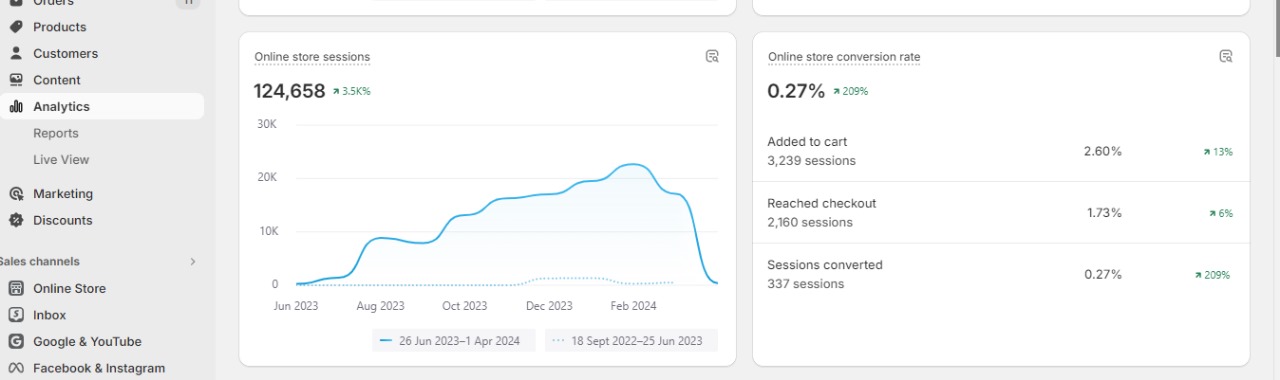 Orders
Products
Customers
Content
Analytics
Reports
Live View
Marketing
Discounts
Sales channels
Online Store
Inbox
Google & YouTube
Facebook & Instagram
Online store sessions
124,658 3.5K%
30K
20K
10K
0
Jun 2023 Aug 2023 Oct 2023 Dec 2023 Feb 2024
26 Jun 2023–1 Apr 2024 18 Sept 2022–25 Jun 2023
Online store conversion rate
0.27% 209%
Added to cart
3,239 sessions
2.60% 13%
Reached checkout
2,160 sessions
1.73% 6%
Sessions converted
337 sessions
0.27% 209%